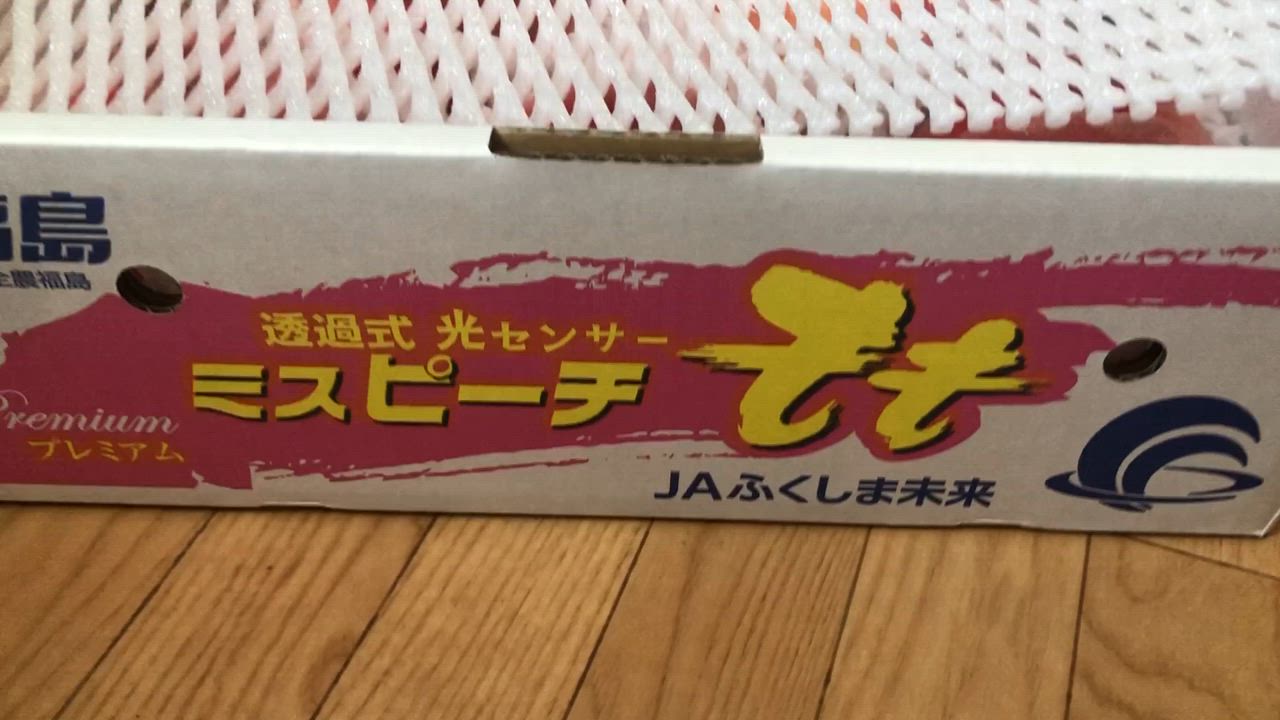 島
全農福島
透過式 光センサー
ミスピーチ
もも
Premium
プレミアム
JAふくしま未来